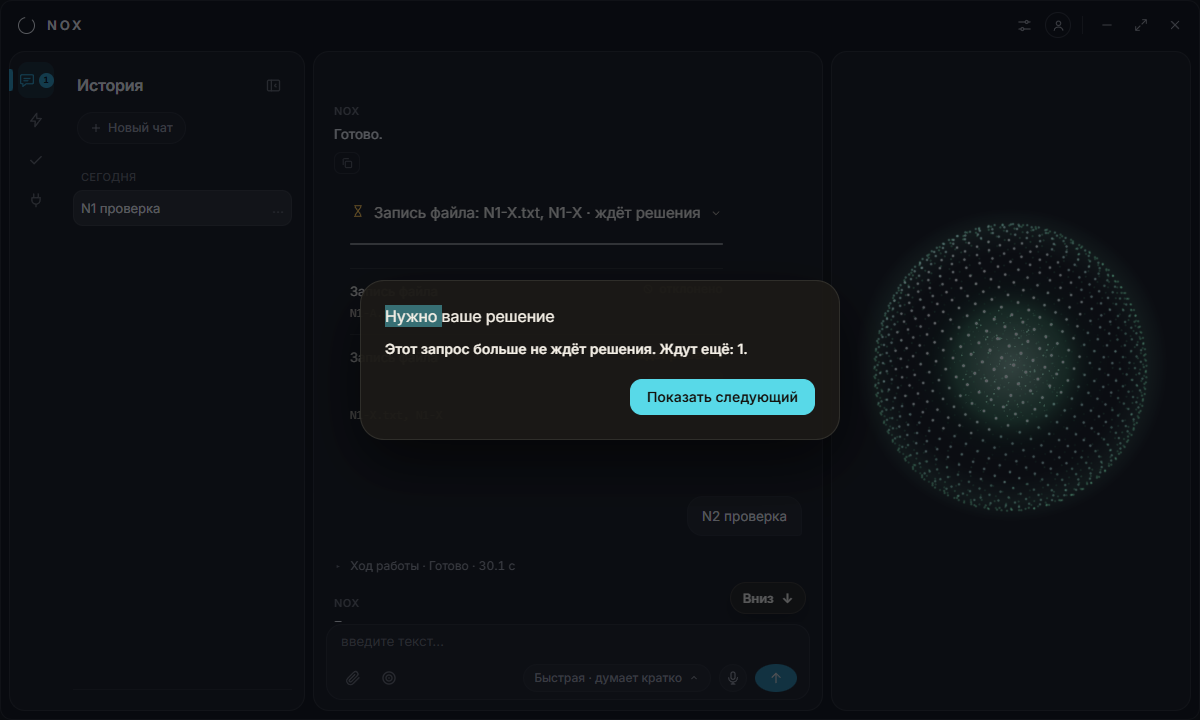 NOX
1
История
+ Новый чат
СЕГОДНЯ
N1 проверка
...
NOX
Готово.
Запись файла: N1-X.txt, N1-X · ждёт решения
Нужно ваше решение
Этот запрос больше не ждёт решения. Ждут ещё: 1.
Показать следующий
N2 проверка
· Ход работы · Готово · 30.1 с
NOX
Вниз ↓
введите текст...
Быстрая · думает кратко